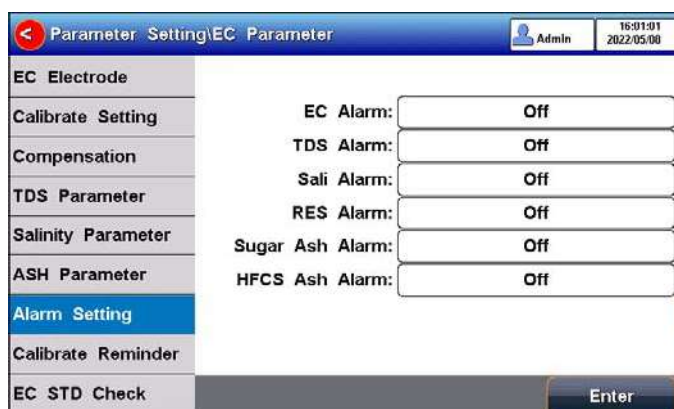 < Parameter Setting\EC Parameter
Admin
16:01:01
2022/05/08
EC Electrode
Calibrate Setting
Compensation
TDS Parameter
Salinity Parameter
ASH Parameter
Alarm Setting
Calibrate Reminder
EC STD Check
EC Alarm: Off
TDS Alarm: Off
Sali Alarm: Off
RES Alarm: Off
Sugar Ash Alarm: Off
HFCS Ash Alarm: Off
Enter